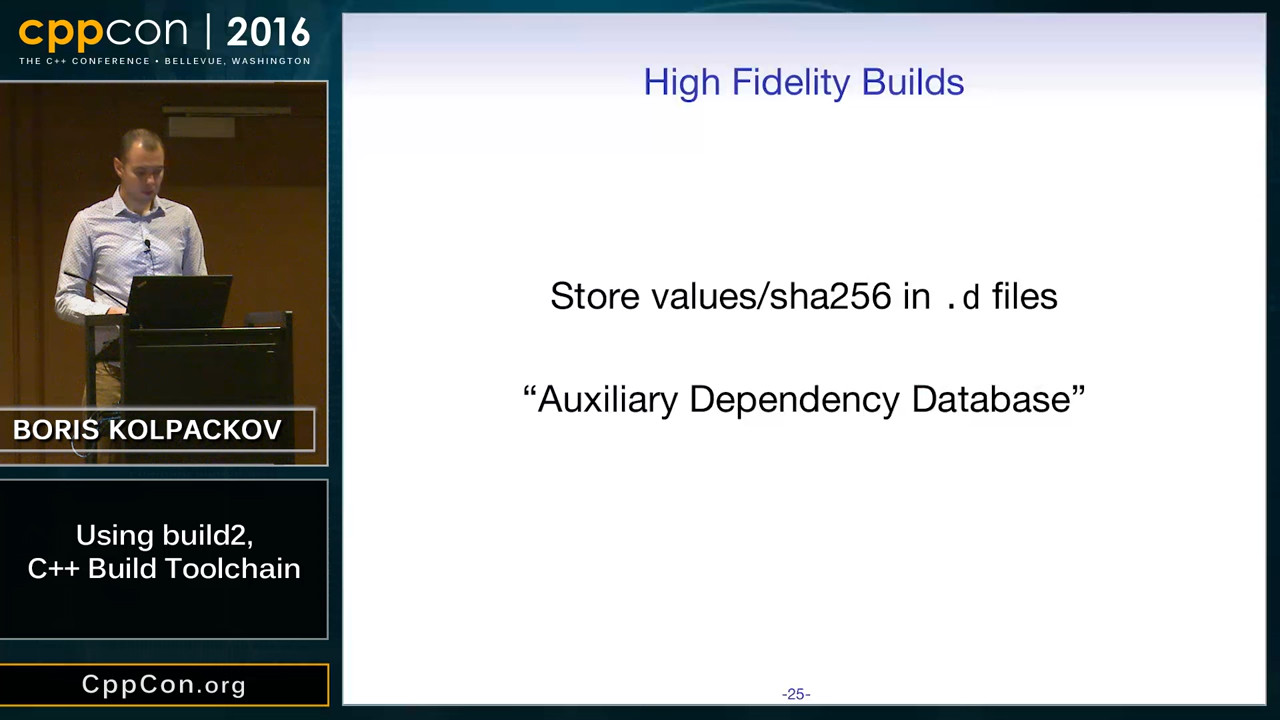 cppcon | 2016
THE C++ CONFERENCE • BELLEVUE, WASHINGTON
BORIS KOLPACKOV
Using build2,
C++ Build Toolchain
CppCon.org
High Fidelity Builds
Store values/sha256 in .d files
“Auxiliary Dependency Database”
-25-